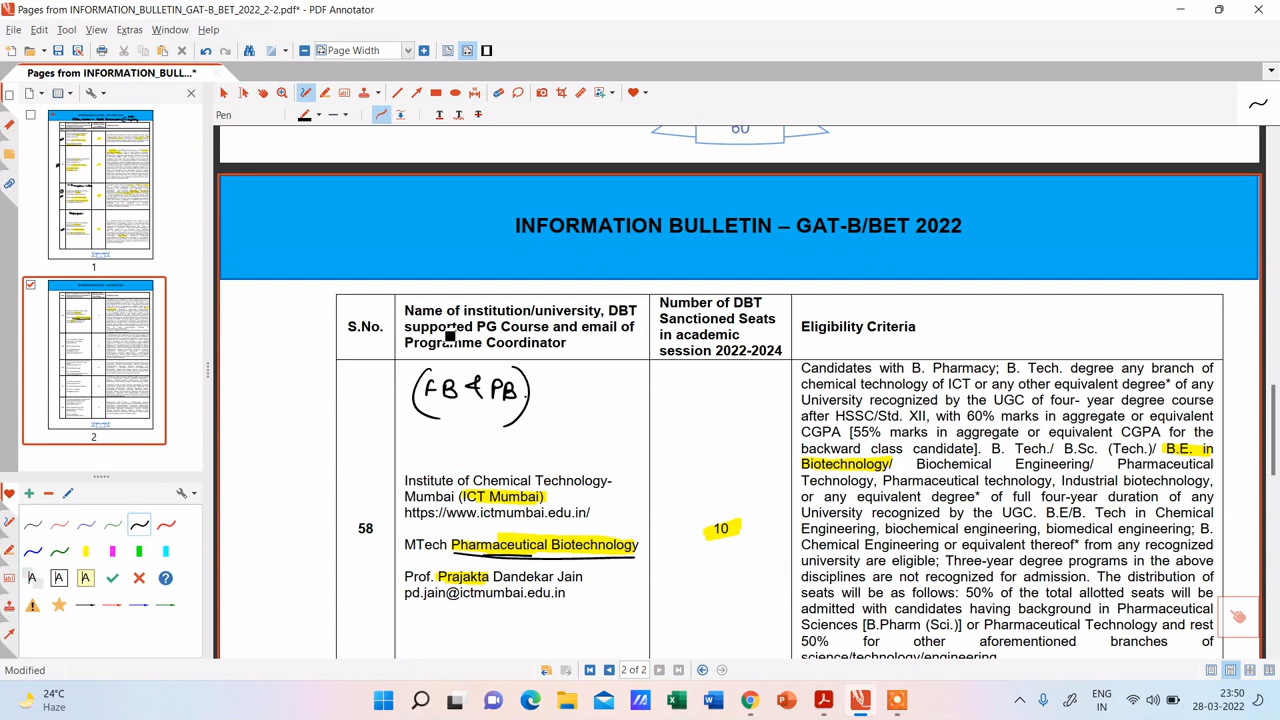 Pages from INFORMATION_BULLETIN_GAT-B_BET_2022_2-2.pdf* - PDF Annotator
File Edit Tool View Extras Window Help
Page Width
Pages from INFORMATION_BULL...*
Pen
1
2
60
INFORMATION BULLETIN – GAT-B/BET 2022
S.No.
Name of institution/university, DBT
supported PG Course and email of
Programme Coordinator
Number of DBT
Sanctioned Seats
in academic
session 2022-2024
Eligibility Criteria
(FB & PB)
58
Institute of Chemical Technology-
Mumbai (ICT Mumbai)
https://www.ictmumbai.edu.in/
MTech Pharmaceutical Biotechnology
Prof. Prajakta Dandekar Jain
pd.jain@ictmumbai.edu.in
10
Candidates with B. Pharmacy; B. Tech. degree any branch of
chemical technology of ICT or any other equivalent degree* of any
University recognized by the UGC of four- year degree course
after HSSC/Std. XII, with 60% marks in aggregate or equivalent
CGPA [55% marks in aggregate or equivalent CGPA for the
backward class candidate]. B. Tech./ B.Sc. (Tech.)/ B.E. in
Biotechnology/ Biochemical Engineering/ Pharmaceutical
Technology, Pharmaceutical technology, Industrial biotechnology,
or any equivalent degree* of full four-year duration of any
University recognized by the UGC. B.E/B. Tech in Chemical
Engineering, biochemical engineering, biomedical engineering; B.
Chemical Engineering or equivalent thereof* from any recognized
university are eligible; Three-year degree programs in the above
disciplines are not recognized for admission. The distribution of
seats will be as follows: 50% of the total allotted seats will be
admitted with candidates having background in Pharmaceutical
Sciences [B.Pharm (Sci.)] or Pharmaceutical Technology and rest
50% for other aforementioned branches of
science/technology/engineering
Modified
2 of 2
24°C
Haze
ENG
IN
23:50
28-03-2022